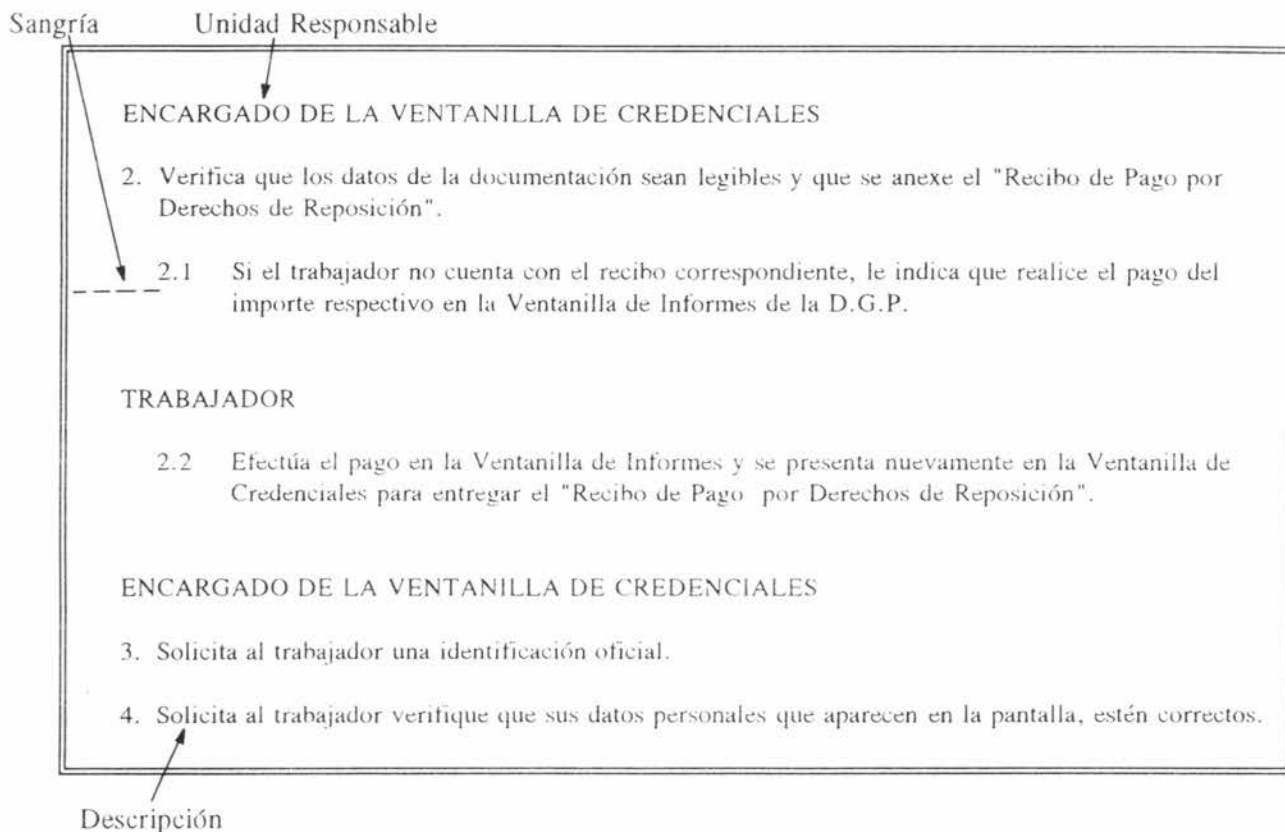 Sangría Unidad Responsable
ENCARGADO DE LA VENTANILLA DE CREDENCIALES
2. Verifica que los datos de la documentación sean legibles y que se anexe el "Recibo de Pago por
Derechos de Reposición".
2.1 Si el trabajador no cuenta con el recibo correspondiente, le indica que realice el pago del
importe respectivo en la Ventanilla de Informes de la D.G.P.
TRABAJADOR
2.2 Efectúa el pago en la Ventanilla de Informes y se presenta nuevamente en la Ventanilla de
Credenciales para entregar el "Recibo de Pago por Derechos de Reposición".
ENCARGADO DE LA VENTANILLA DE CREDENCIALES
3. Solicita al trabajador una identificación oficial.
4. Solicita al trabajador verifique que sus datos personales que aparecen en la pantalla, estén correctos.
Descripción